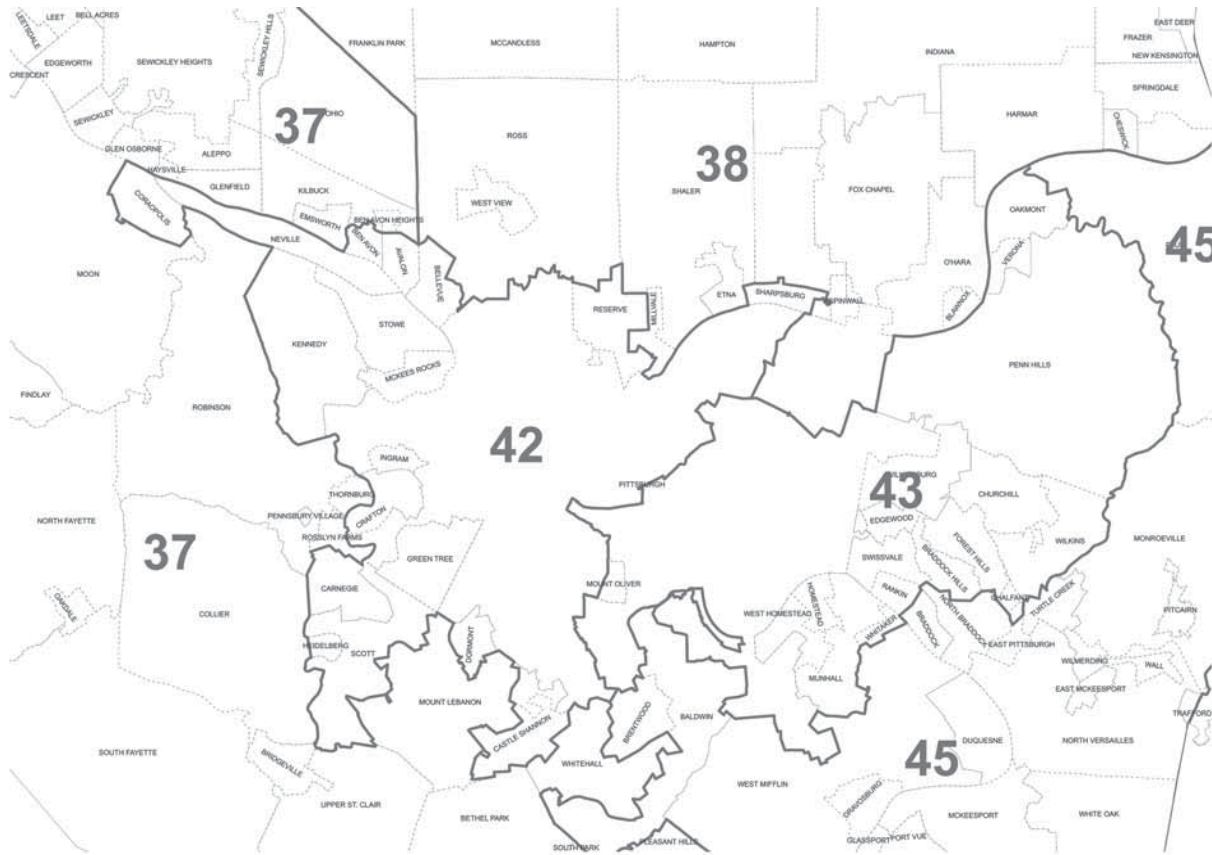 LEETSDALE
LEET
BELL ACRES
EDGEWORTH
CRESCENT
SEWICKLEY HEIGHTS
SEWICKLEY HILLS
FRANKLIN PARK
MCCANDLESS
HAMPTON
INDIANA
EAST DEER
FRAZER
NEW KENSINGTON
SPRINGDALE
SEWICKLEY
37
OHIO
ROSS
38
HARMAR
CHESWICK
GLEN OSBORNE
ALEPPO
HAYSVILLE
GLENFIELD
KILBUCK
SHALER
FOX CHAPEL
CORAOPOLIS
WEST VIEW
OAKMONT
EMSWORTH
BEN AVON HEIGHTS
NEVILLE
BEN AVON
AVALON
VERONA
45
MOON
BELLEVUE
O'HARA
ETNA
SHARPSBURG
BLAWNOX
RESERVE
MILLVALE
STOWE
KENNEDY
MCKEES ROCKS
PENN HILLS
FINDLAY
ROBINSON
42
INGRAM
PITTSBURGH
43
THORNBURG
CHURCHILL
PENNSBURY VILLAGE
CRAFTON
EDGEWOOD
NORTH FAYETTE
ROSSLYN FARMS
FOREST HILLS
WILKINS
MONROEVILLE
37
GREEN TREE
SWISSVALE
BRADDOCK HILLS
CARNEGIE
MOUNT OLIVER
RANKIN
CHALFANT
TURTLE CREEK
OAKDALE
COLLIER
WEST HOMESTEAD
HOMESTEAD
WHITAKER
BRADDOCK
NORTH BRADDOCK
PITCAIRN
HEIDELBERG
SCOTT
DORMONT
EAST PITTSBURGH
WILMERDING
WALL
MUNHALL
EAST MCKEESPORT
MOUNT LEBANON
TRAFFORD
CASTLE SHANNON
BRENTWOOD
BALDWIN
DUQUESNE
NORTH VERSAILLES
SOUTH FAYETTE
BRIDGEVILLE
WHITEHALL
45
WEST MIFFLIN
UPPER ST. CLAIR
BETHEL PARK
DRAVOSBURG
MCKEESPORT
WHITE OAK
GLASSPORT
PORT VUE
SOUTH PARK
PLEASANT HILLS